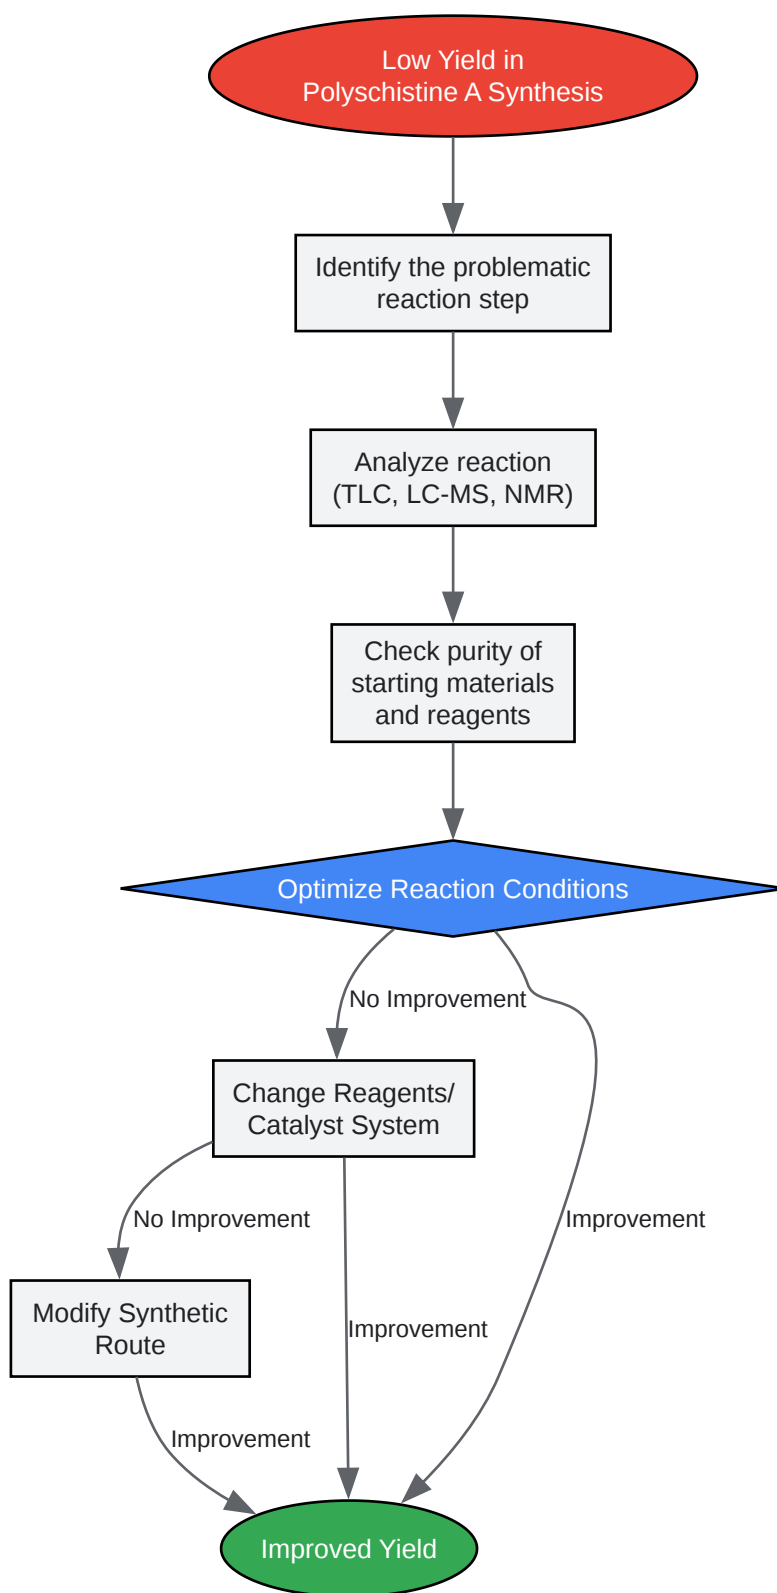 Low Yield in
Polyschistine A Synthesis
Identify the problematic
reaction step
Analyze reaction
(TLC, LC-MS, NMR)
Check purity of
starting materials
and reagents
Optimize Reaction Conditions
No Improvement
Change Reagents/
Catalyst System
No Improvement
Improvement
Modify Synthetic
Route
Improvement
Improvement
Improved Yield